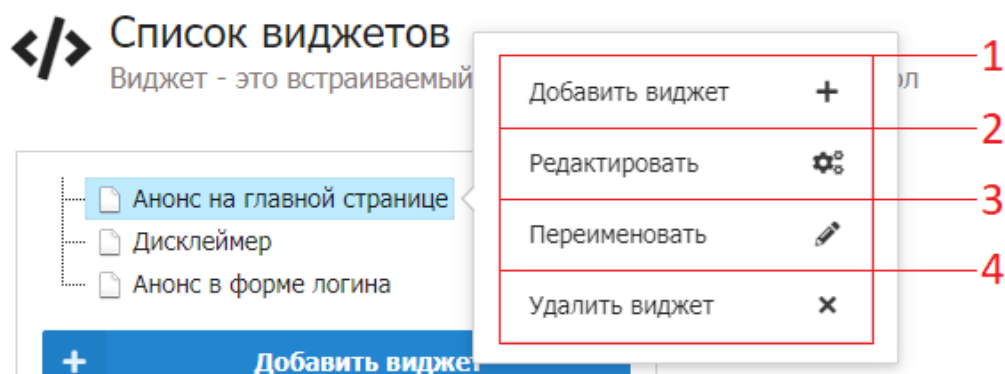 Список виджетов
Виджет - это встраиваемый
Добавить виджет
Редактировать
Переименовать
Удалить виджет
1
2
3
4
Анонс на главной странице
Дисклеймер
Анонс в форме логина
Добавить виджет